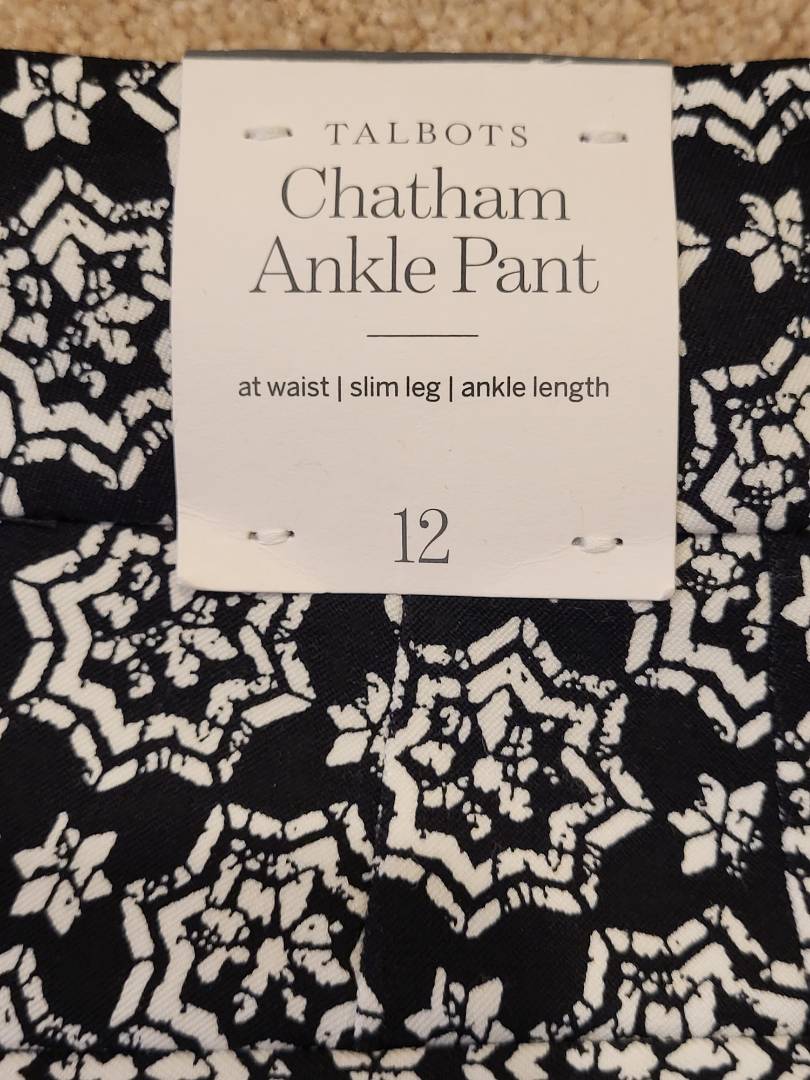 TALBOTS
Chatham
Ankle Pant
at waist | slim leg | ankle length
12